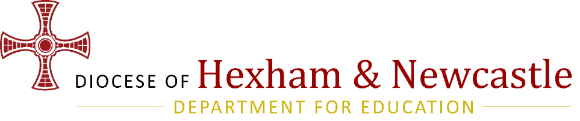 DIOCESE OF Hexham & Newcastle
DEPARTMENT FOR EDUCATION